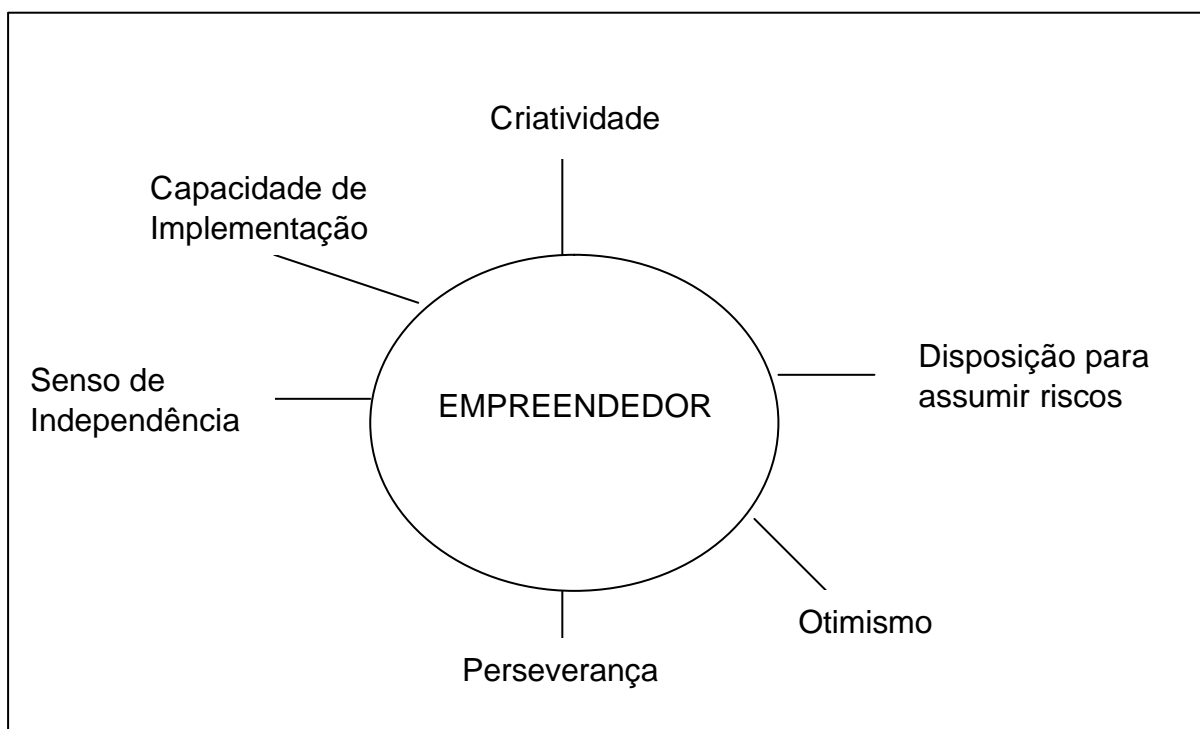 Criatividade
Capacidade de
Implementação
Disposição para
assumir riscos
Senso de
Independência
EMPREENDEDOR
Otimismo
Perseverança